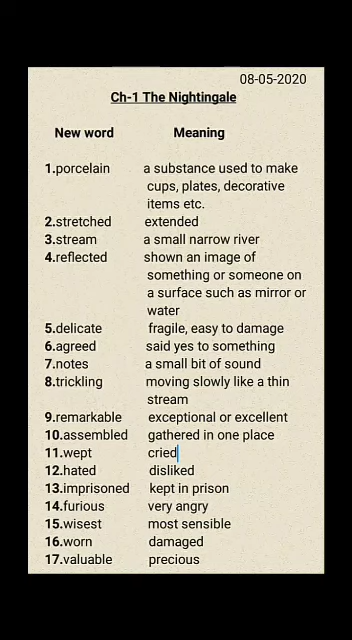 08-05-2020
Ch-1 The Nightingale
New word Meaning
1.porcelain a substance used to make
cups, plates, decorative
items etc.
2.stretched extended
3.stream a small narrow river
4.reflected shown an image of
something or someone on
a surface such as mirror or
water
5.delicate fragile, easy to damage
6.agreed said yes to something
7.notes a small bit of sound
8.trickling moving slowly like a thin
stream
9.remarkable exceptional or excellent
10.assembled gathered in one place
11.wept cried
12.hated disliked
13.imprisoned kept in prison
14.furious very angry
15.wisest most sensible
16.worn damaged
17.valuable precious